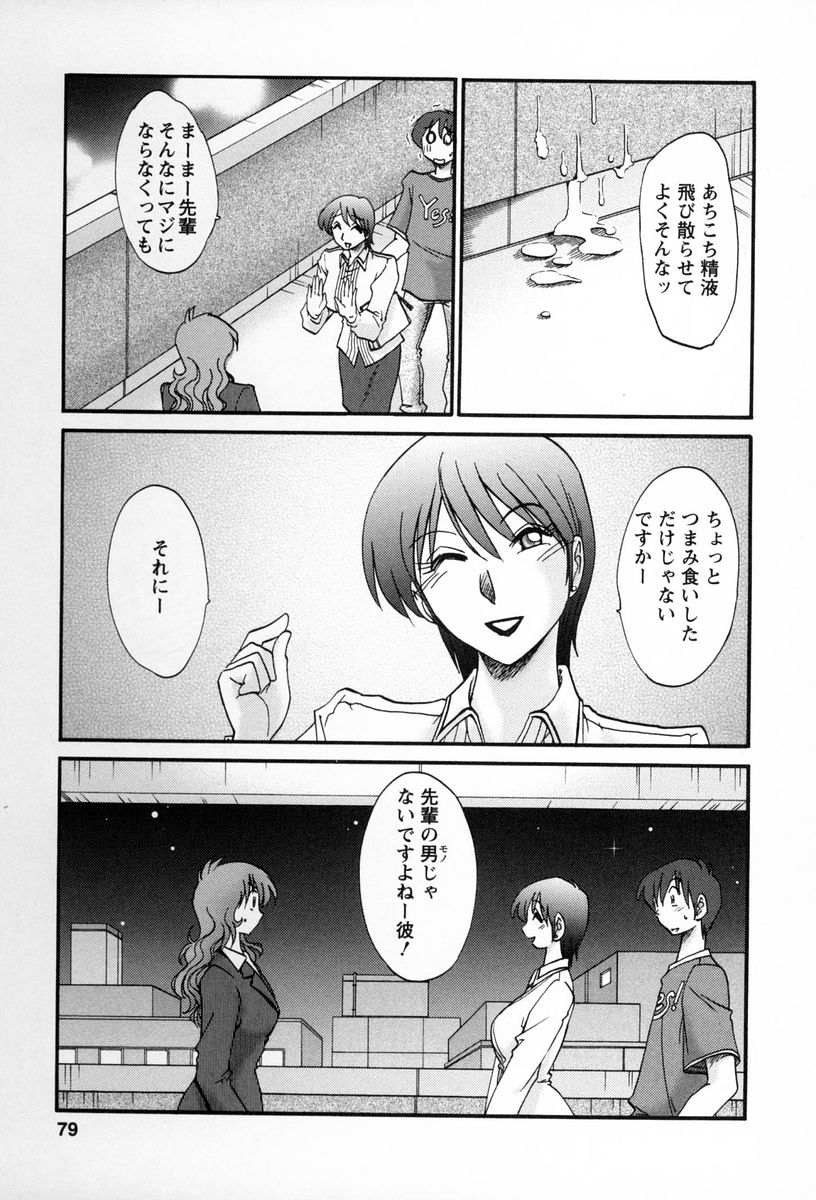 あちこち精液
飛び散らせて
よくそんなッ
まーまー先輩
そんなにマジに
ならなくっても
Yes!
ちょっと
つまみ食いした
だけじゃない
ですかー
それにー
先輩の男じゃ
モノ
ないですよねー彼!
Yes!
79